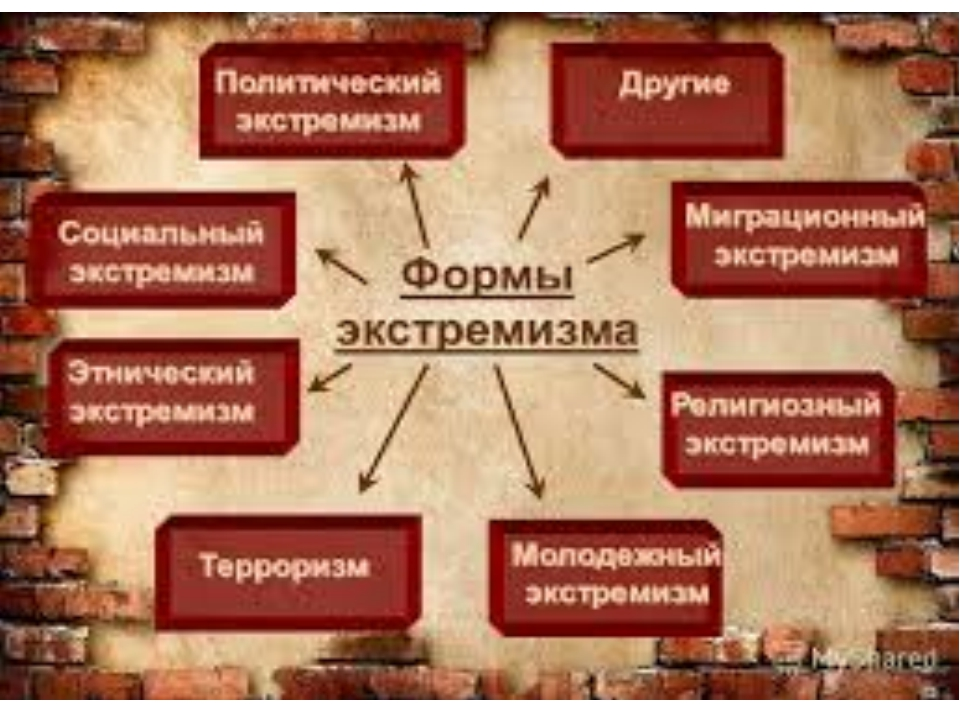 Политический
экстремизм
Другие
Социальный
экстремизм
Миграционный
экстремизм
Формы
экстремизма
Этнический
экстремизм
Религиозный
экстремизм
Терроризм
Молодежный
экстремизм
MyShared